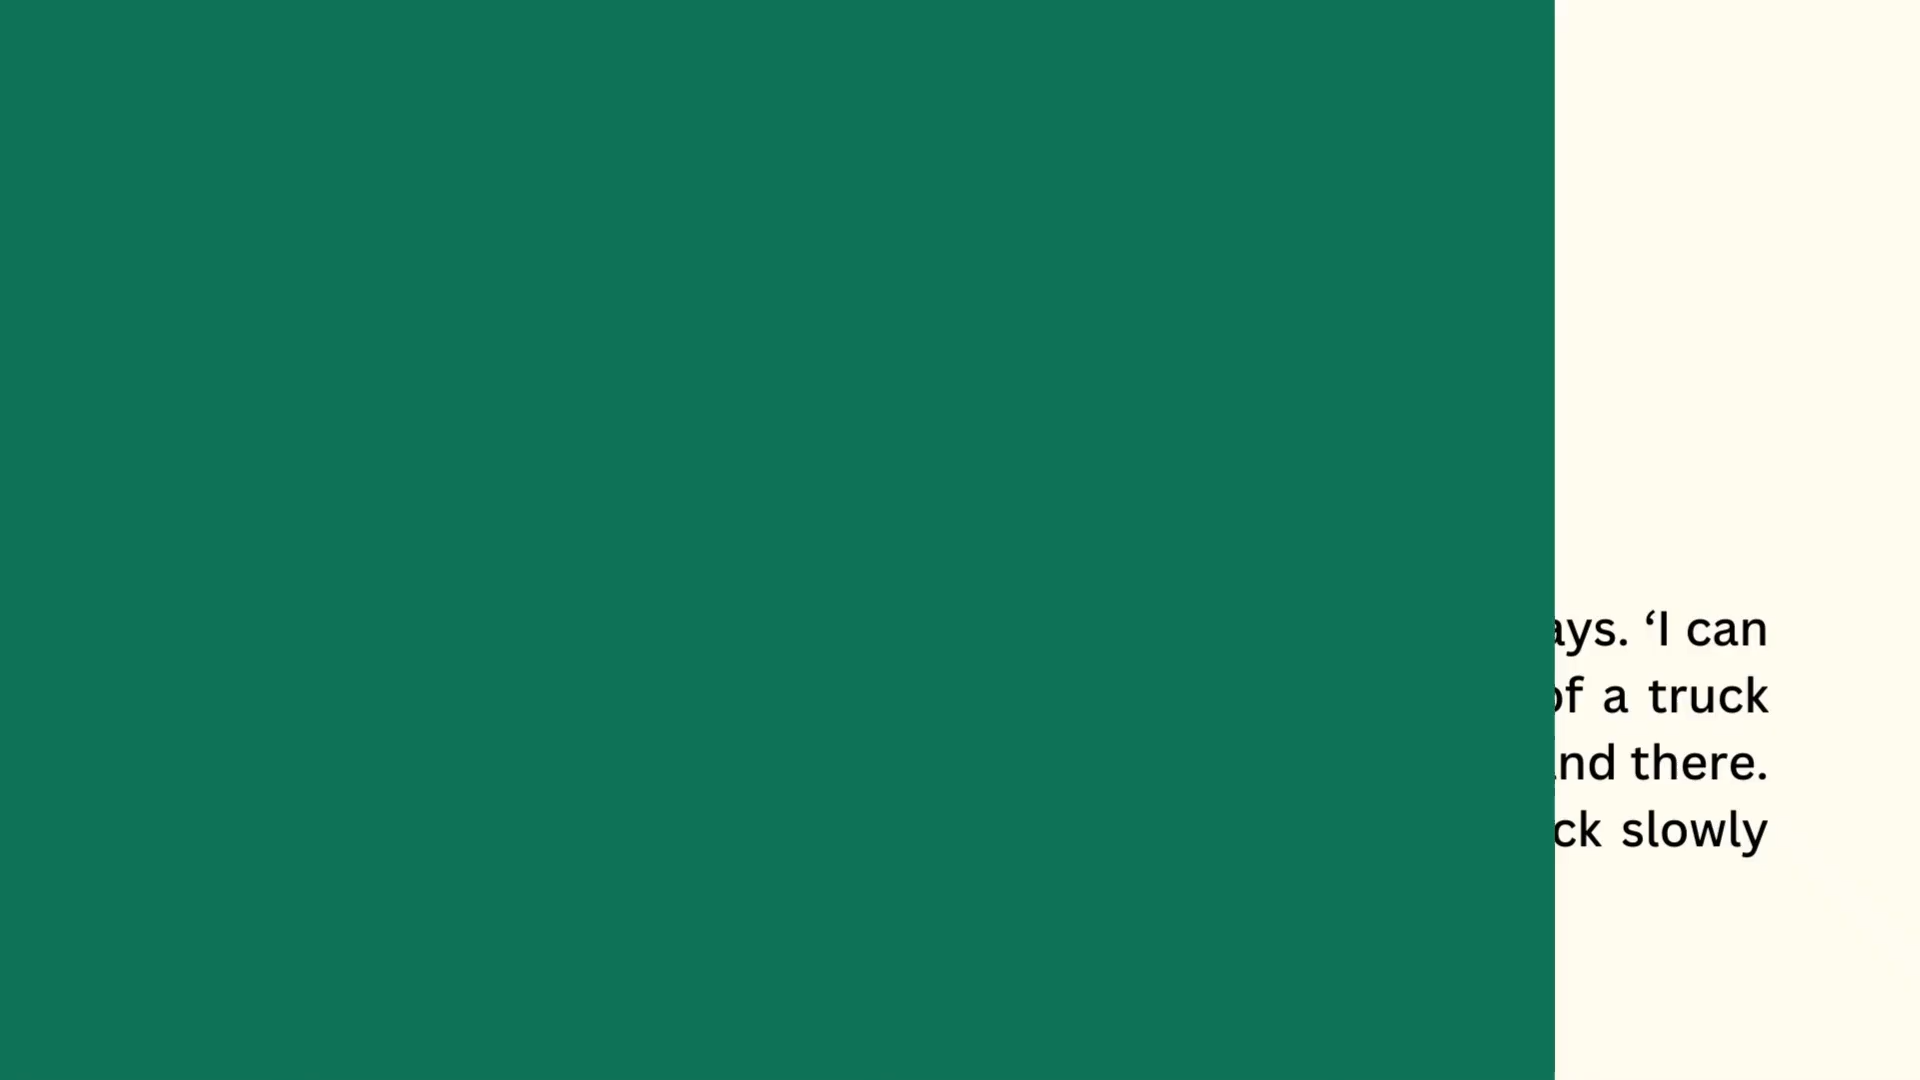 ays. ‘I can
of a truck
nd there.
ck slowly